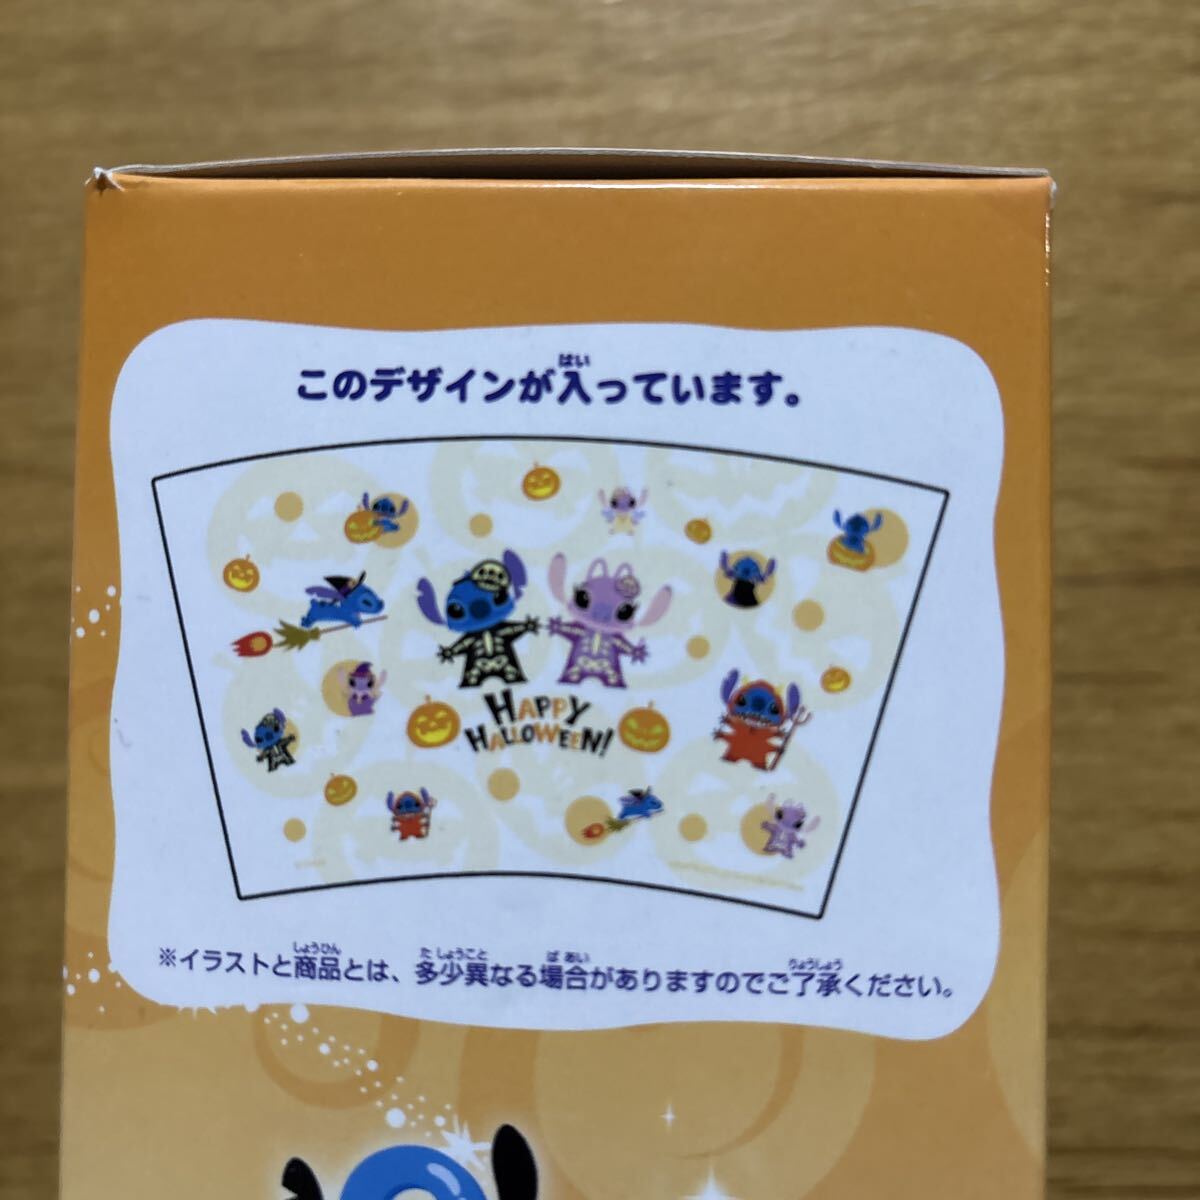 このデザインが入っています。
HAPPY
HALLOWEEN!
※イラストと商品とは、多少異なる場合がありますのでご了承ください。